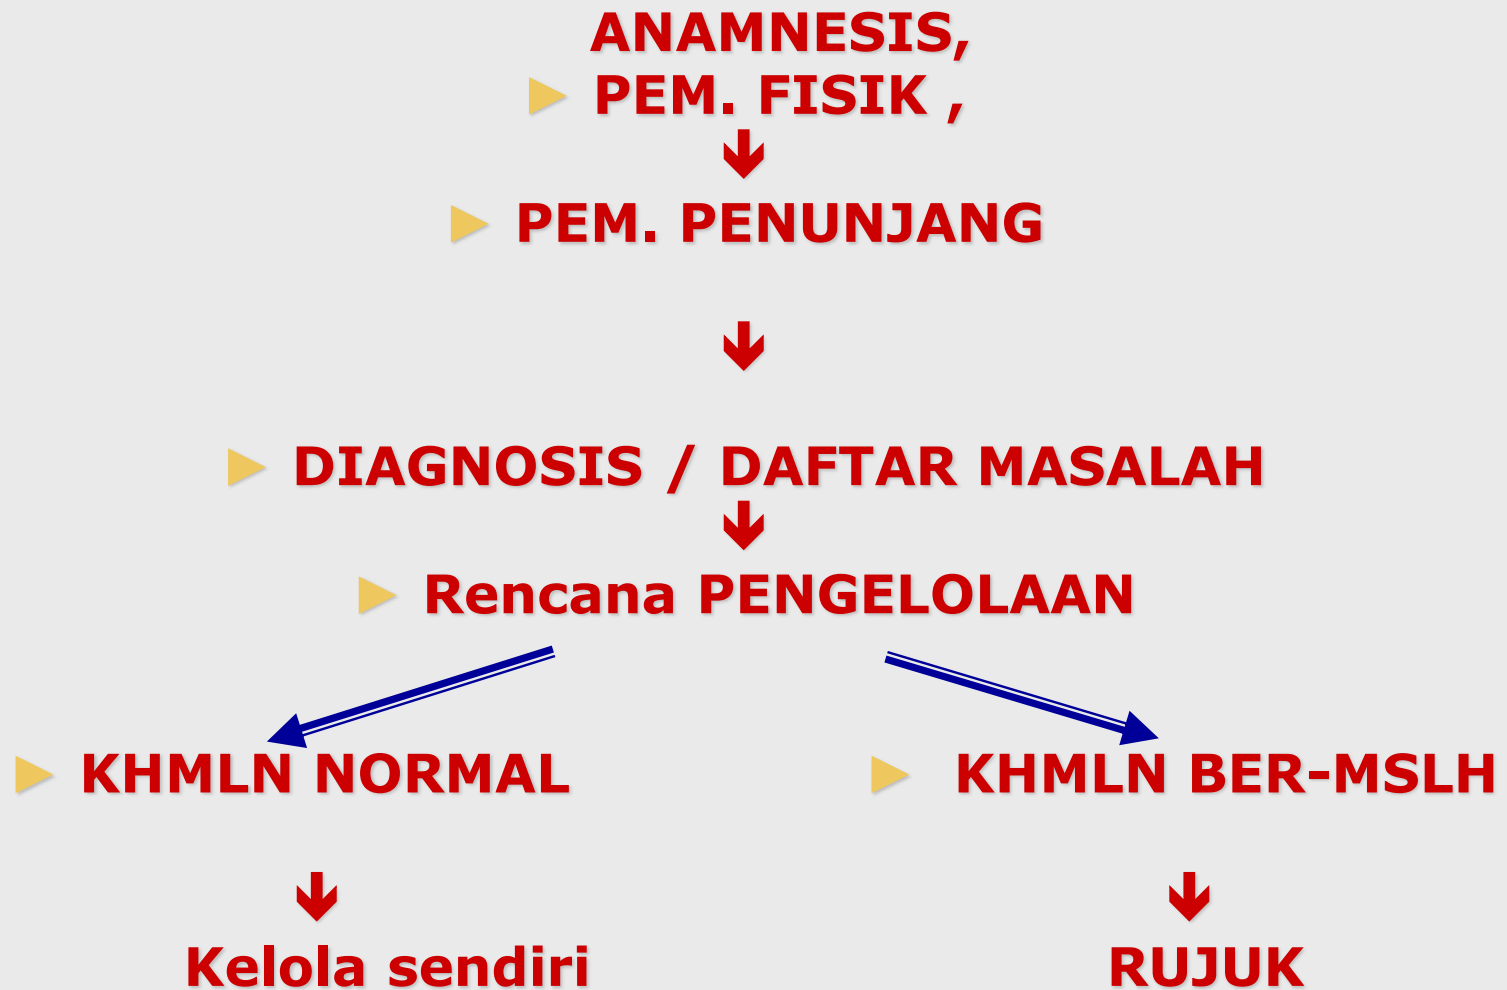 ANAMNESIS,
PEM. FISIK ,
PEM. PENUNJANG
DIAGNOSIS / DAFTAR MASALAH
Rencana PENGELOLAAN
KHMLN NORMAL
KHMLN BER-MSLH
Kelola sendiri
RUJUK